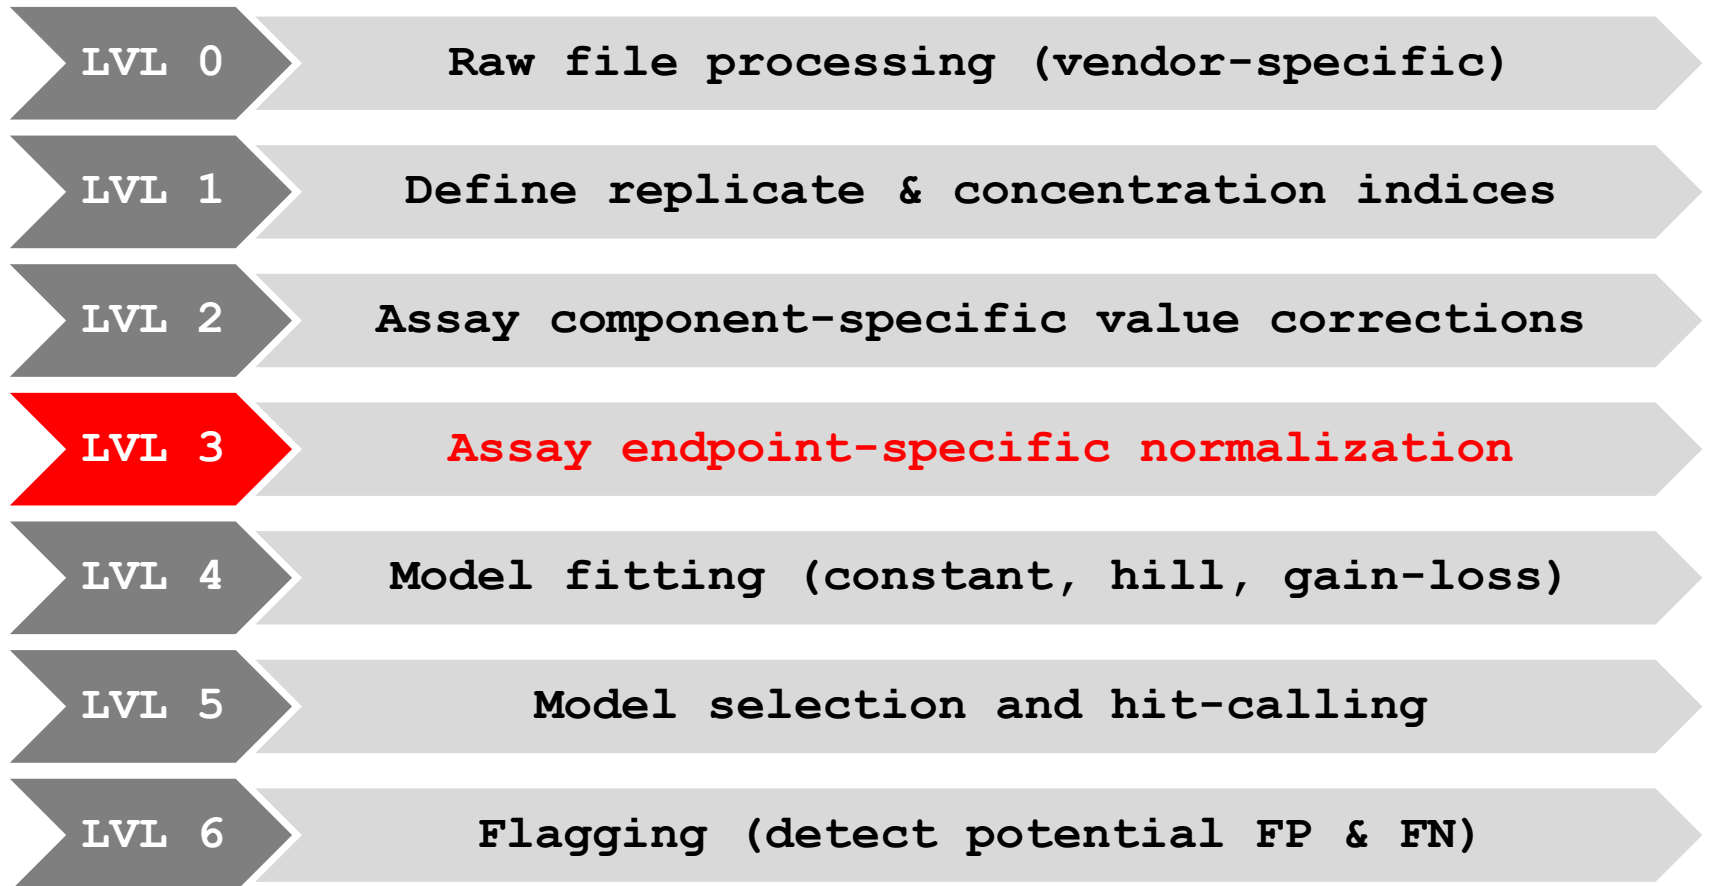 LVL 0 Raw file processing (vendor-specific)
LVL 1 Define replicate & concentration indices
LVL 2 Assay component-specific value corrections
LVL 3 Assay endpoint-specific normalization
LVL 4 Model fitting (constant, hill, gain-loss)
LVL 5 Model selection and hit-calling
LVL 6 Flagging (detect potential FP & FN)